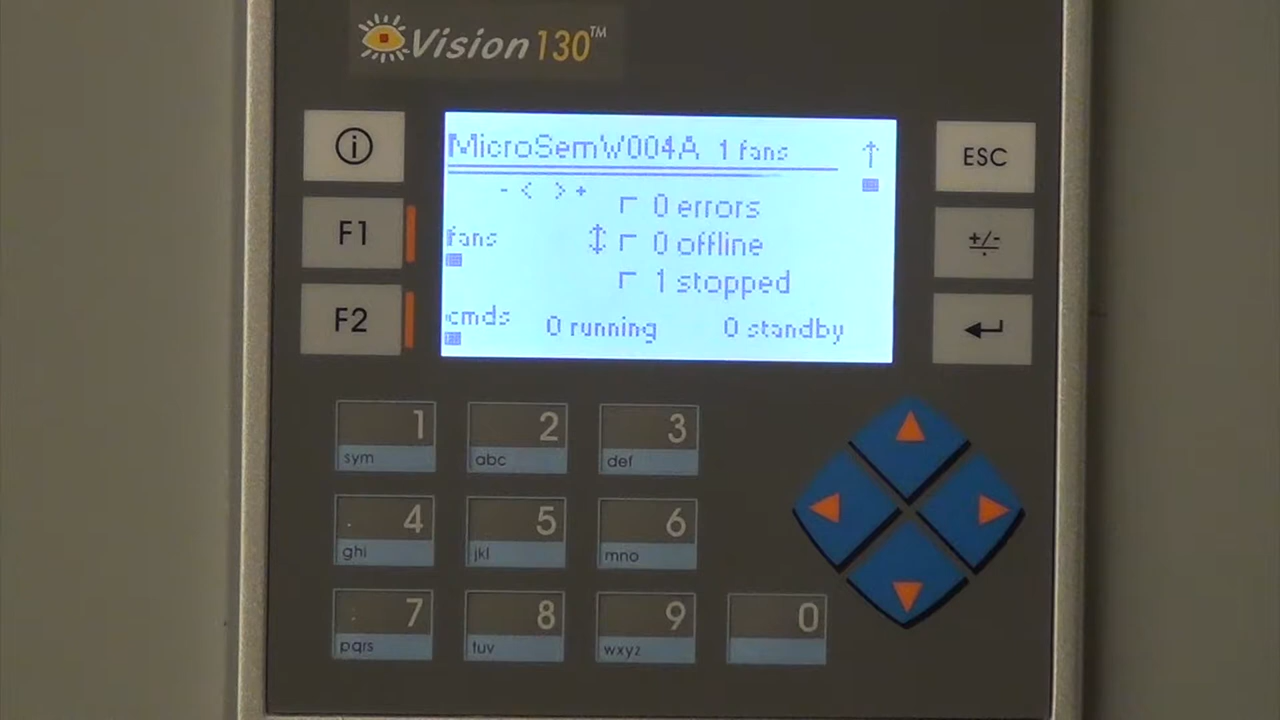 Vision130™
i
MicroSemW004A 1 fans ↑
ESC
- < > +
0 errors
F1
fans
↕ 0 offline
+/-
1 stopped
F2
cmds
0 running 0 standby
1 2 3
sym abc def
4 5 6
ghi jkl mno
7 8 9 0
pqrs tuv wxyz